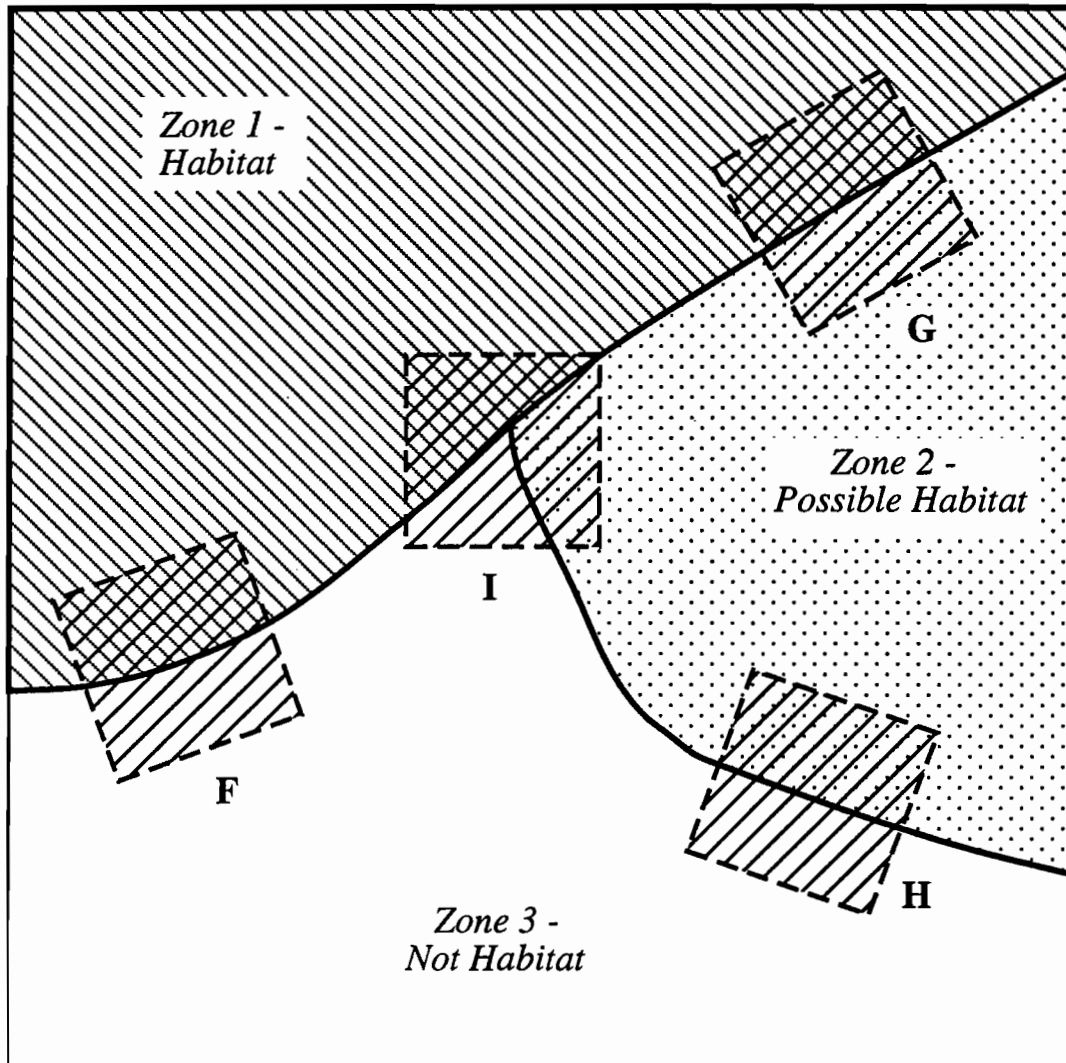 Zone 1 -
Habitat
G
Zone 2 -
Possible Habitat
I
F
H
Zone 3 -
Not Habitat